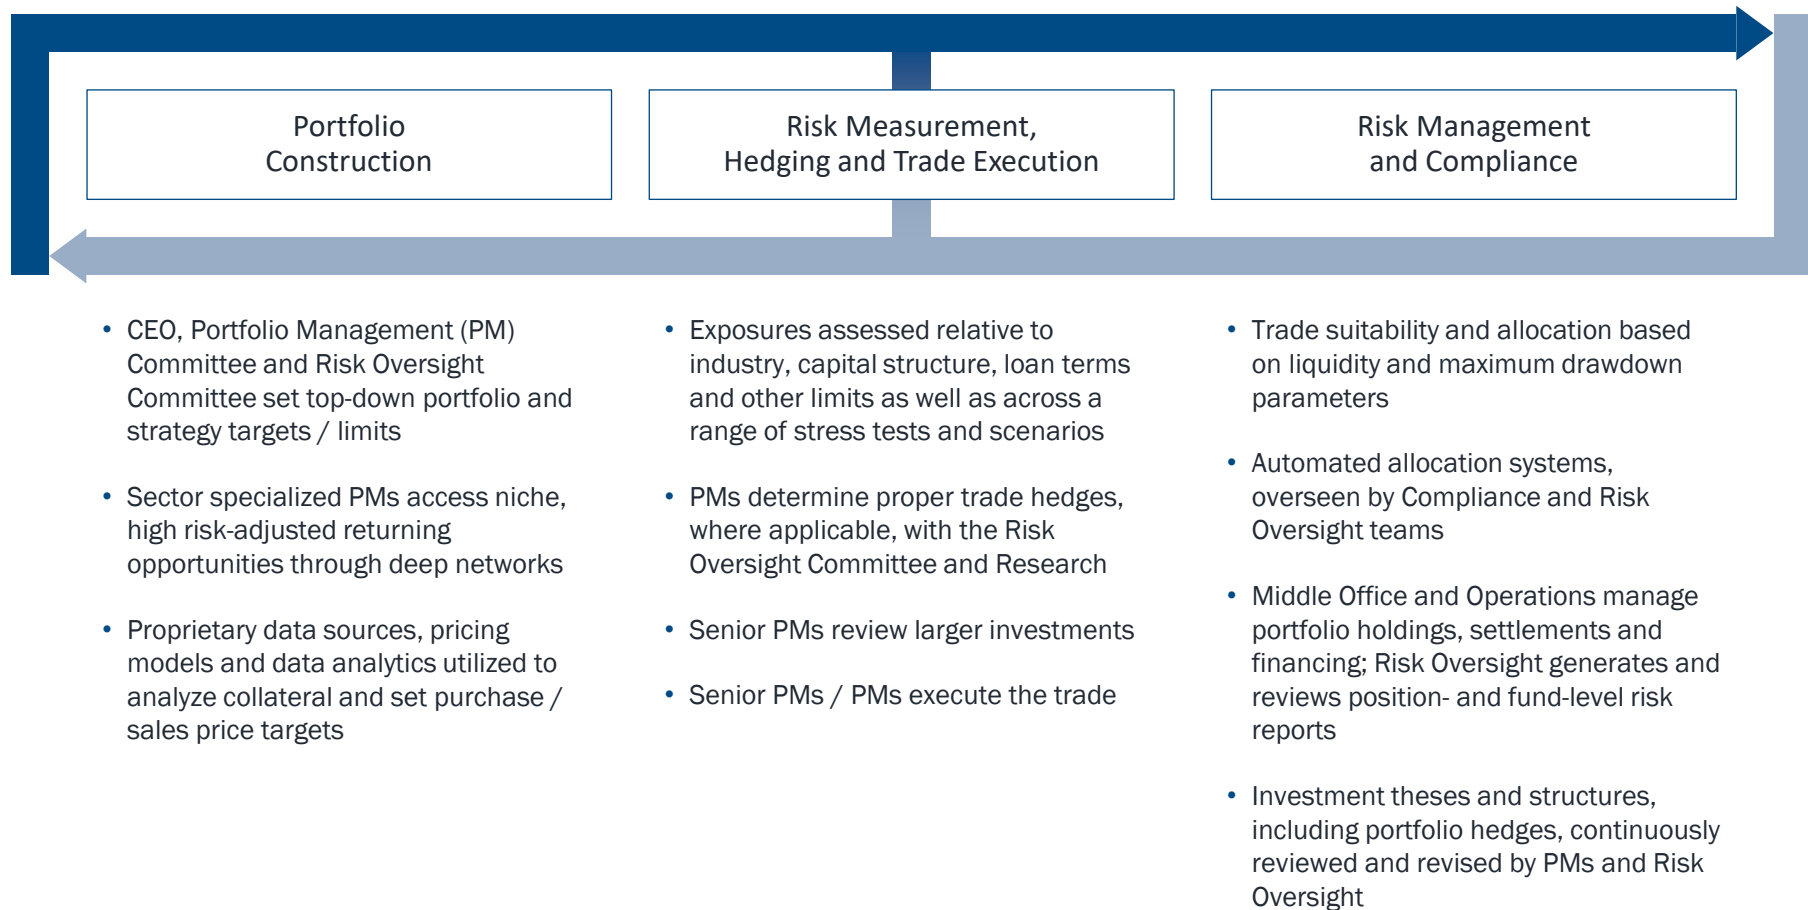 Portfolio
Construction
Risk Measurement,
Hedging and Trade Execution
Risk Management
and Compliance
• CEO, Portfolio Management (PM)
Committee and Risk Oversight
Committee set top-down portfolio and
strategy targets / limits
• Sector specialized PMs access niche,
high risk-adjusted returning
opportunities through deep networks
• Proprietary data sources, pricing
models and data analytics utilized to
analyze collateral and set purchase /
sales price targets
• Exposures assessed relative to
industry, capital structure, loan terms
and other limits as well as across a
range of stress tests and scenarios
• PMs determine proper trade hedges,
where applicable, with the Risk
Oversight Committee and Research
• Senior PMs review larger investments
• Senior PMs / PMs execute the trade
• Trade suitability and allocation based
on liquidity and maximum drawdown
parameters
• Automated allocation systems,
overseen by Compliance and Risk
Oversight teams
• Middle Office and Operations manage
portfolio holdings, settlements and
financing; Risk Oversight generates and
reviews position- and fund-level risk
reports
• Investment theses and structures,
including portfolio hedges, continuously
reviewed and revised by PMs and Risk
Oversight